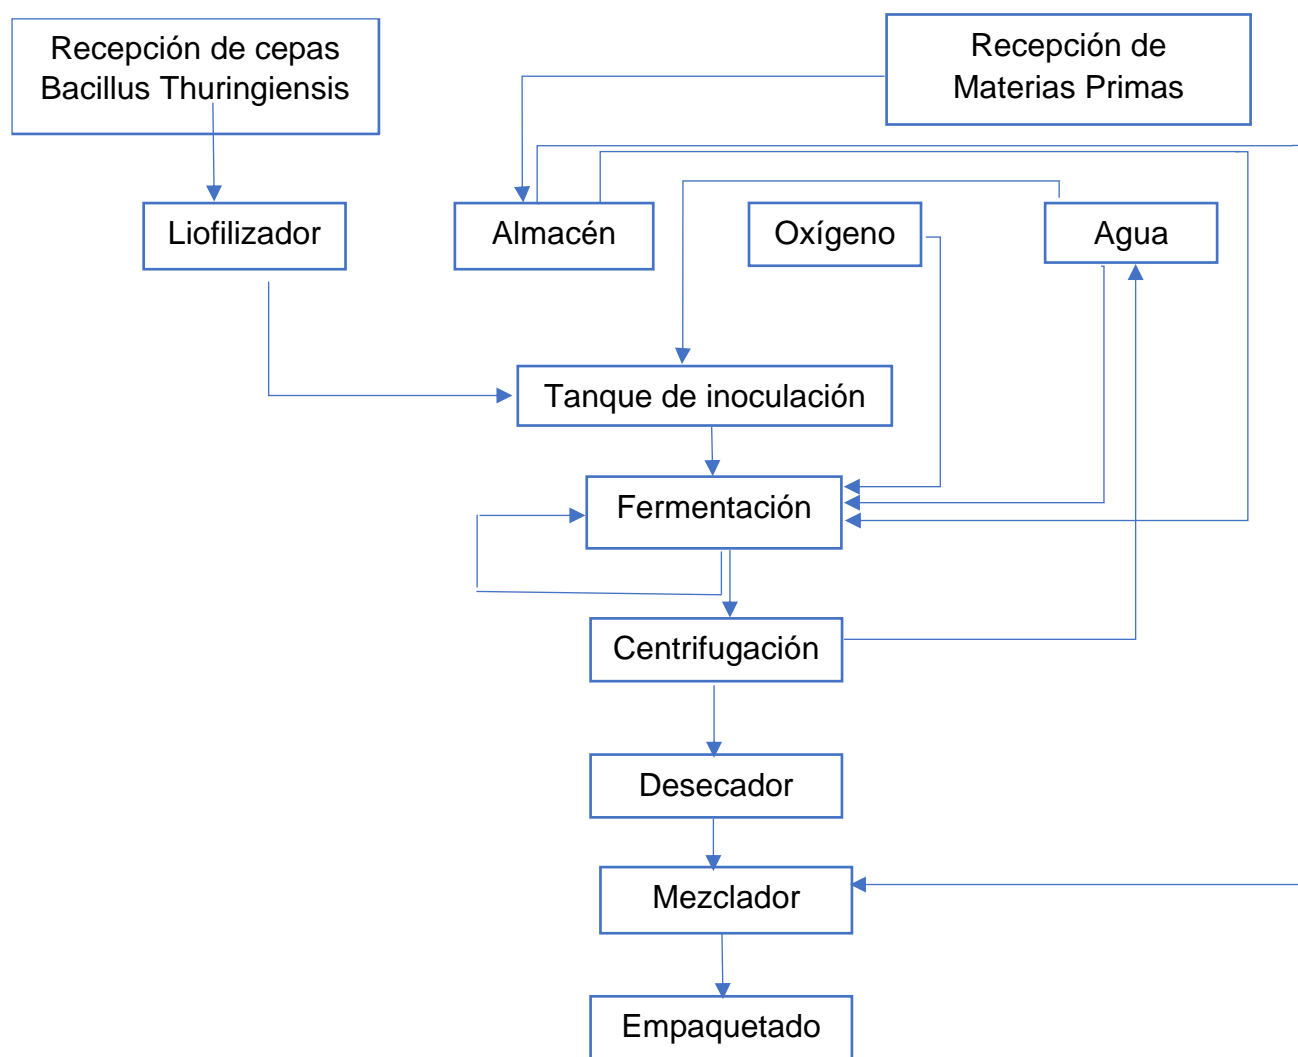 Recepción de cepas
Bacillus Thuringiensis
Recepción de
Materias Primas
Liofilizador
Almacén
Oxígeno
Agua
Tanque de inoculación
Fermentación
Centrifugación
Desecador
Mezclador
Empaquetado